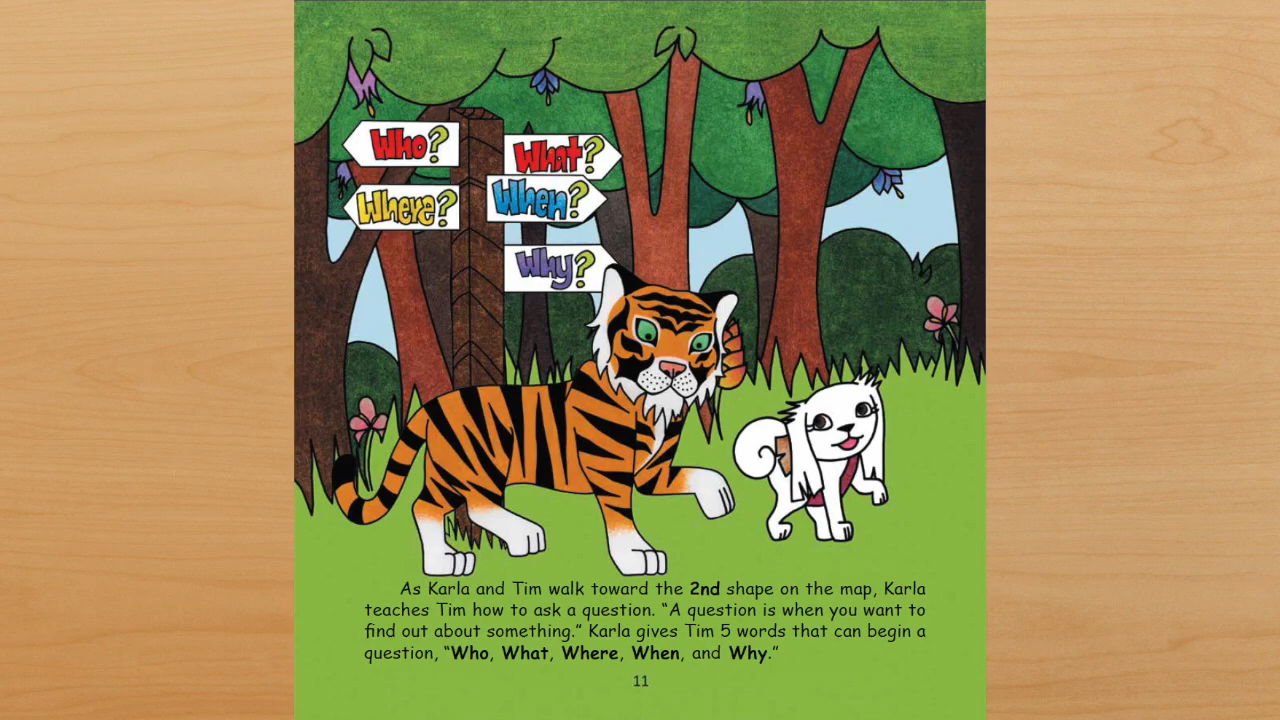 Who?
What?
Where?
When?
Why?
As Karla and Tim walk toward the 2nd shape on the map, Karla
teaches Tim how to ask a question. “A question is when you want to
find out about something.” Karla gives Tim 5 words that can begin a
question, “Who, What, Where, When, and Why.”
11